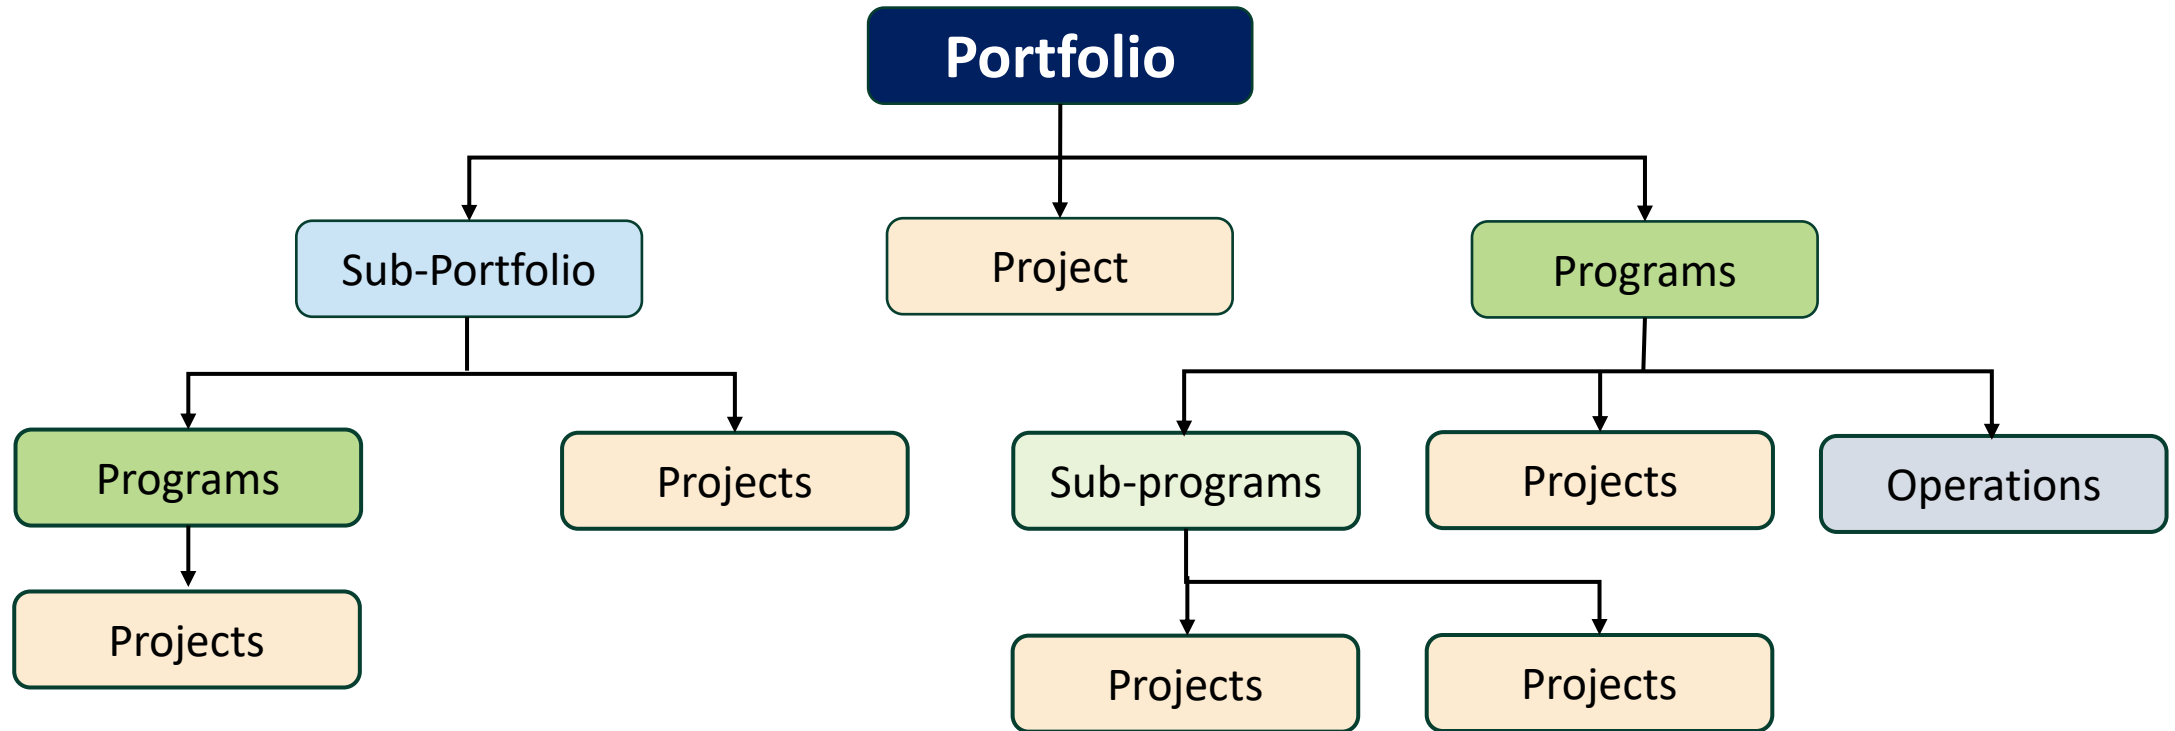 Portfolio
Sub-Portfolio
Project
Programs
Programs
Projects
Sub-programs
Projects
Operations
Projects
Projects
Projects